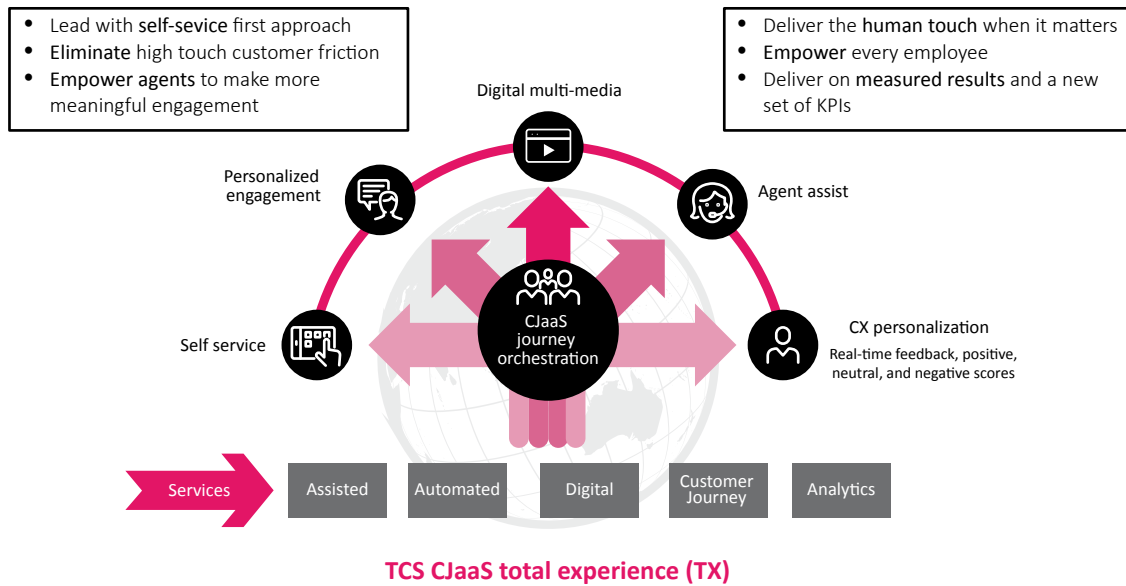 • Lead with self-sevice first approach
• Eliminate high touch customer friction
• Empower agents to make more
meaningful engagement
• Deliver the human touch when it matters
• Empower every employee
• Deliver on measured results and a new
set of KPIs
Digital multi-media
Personalized
engagement
Agent assist
Self service
CJaaS
journey
orchestration
CX personalization
Real-time feedback, positive,
neutral, and negative scores
Services
Assisted
Automated
Digital
Customer
Journey
Analytics
TCS CJaaS total experience (TX)